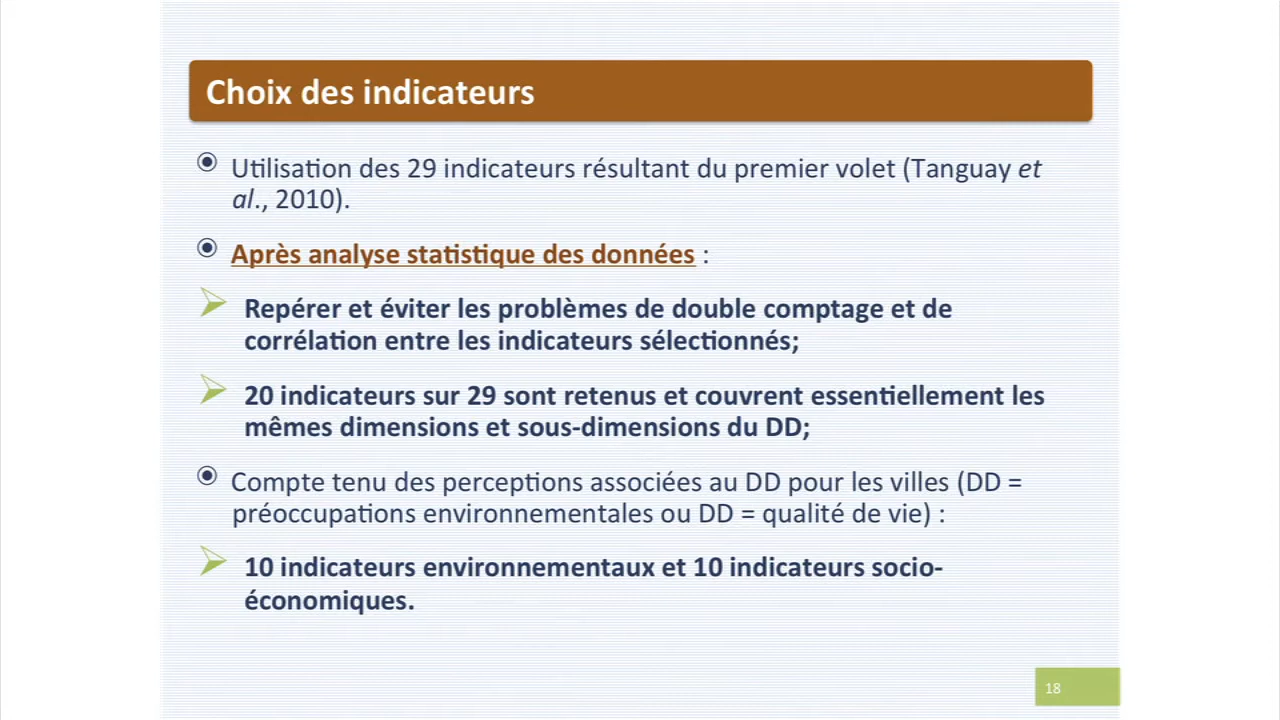 Choix des indicateurs
Utilisation des 29 indicateurs résultant du premier volet (Tanguay et
al., 2010).
Après analyse statistique des données :
Repérer et éviter les problèmes de double comptage et de
corrélation entre les indicateurs sélectionnés;
20 indicateurs sur 29 sont retenus et couvrent essentiellement les
mêmes dimensions et sous-dimensions du DD;
Compte tenu des perceptions associées au DD pour les villes (DD =
préoccupations environnementales ou DD = qualité de vie) :
10 indicateurs environnementaux et 10 indicateurs socio-
économiques.
18